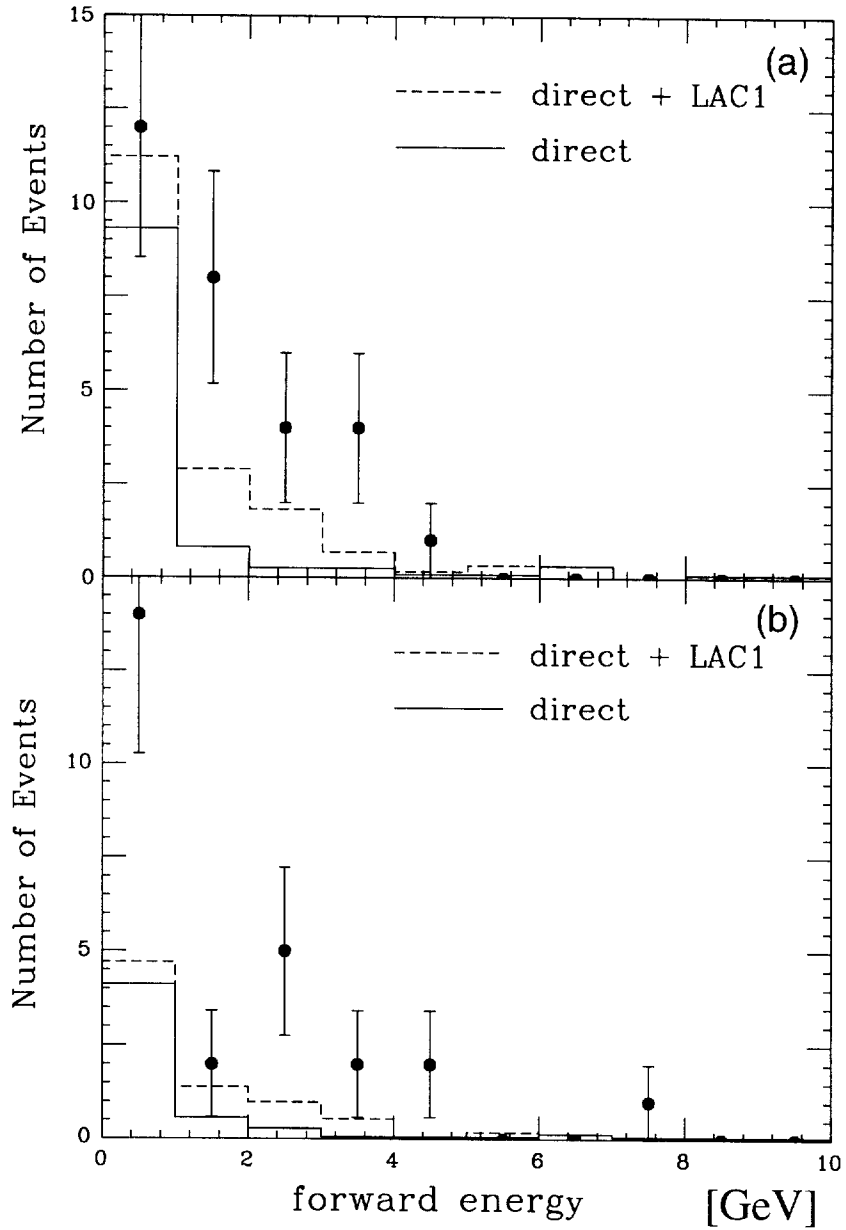 15
(a)
direct + LAC1
direct
10
Number of Events
5
0
(b)
direct + LAC1
direct
10
Number of Events
5
0
0 2 4 6 8 10
forward energy [GeV]